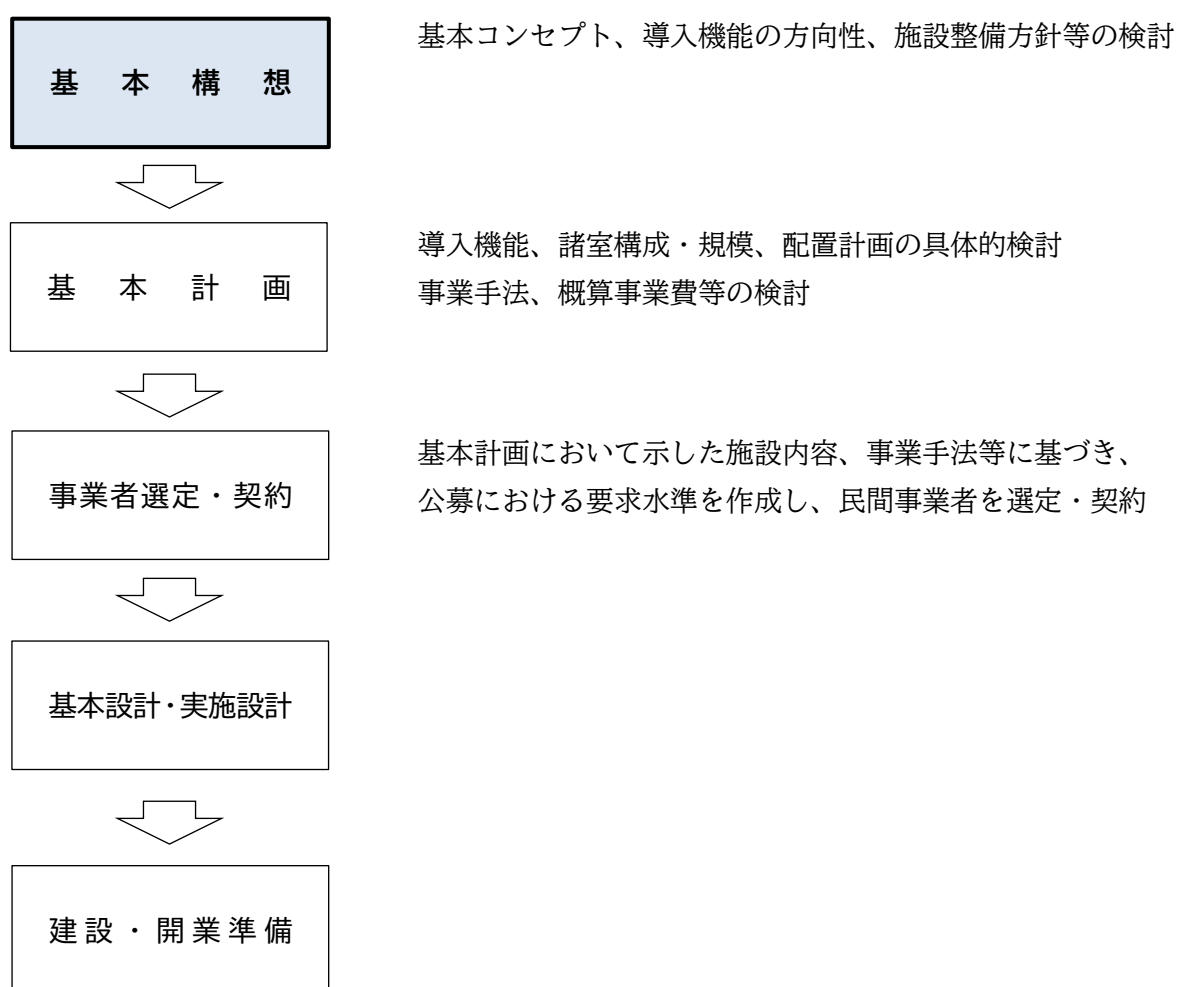 基本構想
基本コンセプト、導入機能の方向性、施設整備方針等の検討
基本計画
導入機能、諸室構成・規模、配置計画の具体的検討
事業手法、概算事業費等の検討
事業者選定・契約
基本計画において示した施設内容、事業手法等に基づき、
公募における要求水準を作成し、民間事業者を選定・契約
基本設計・実施設計
建設・開業準備